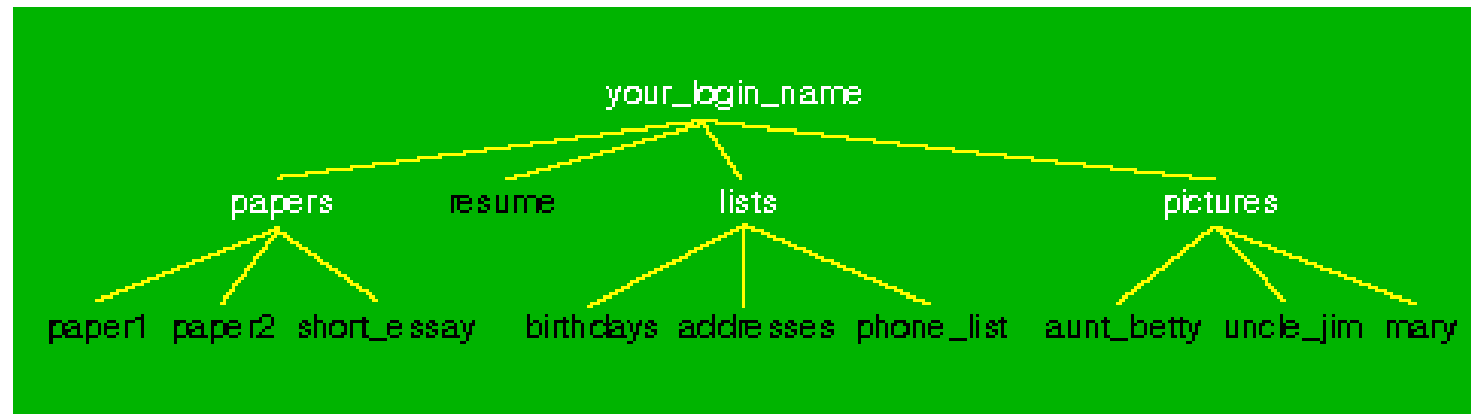 your_login_name
papers resume lists pictures
paper1 paper2 short_essay birthdays addresses phone_list aunt_betty uncle_jim mary